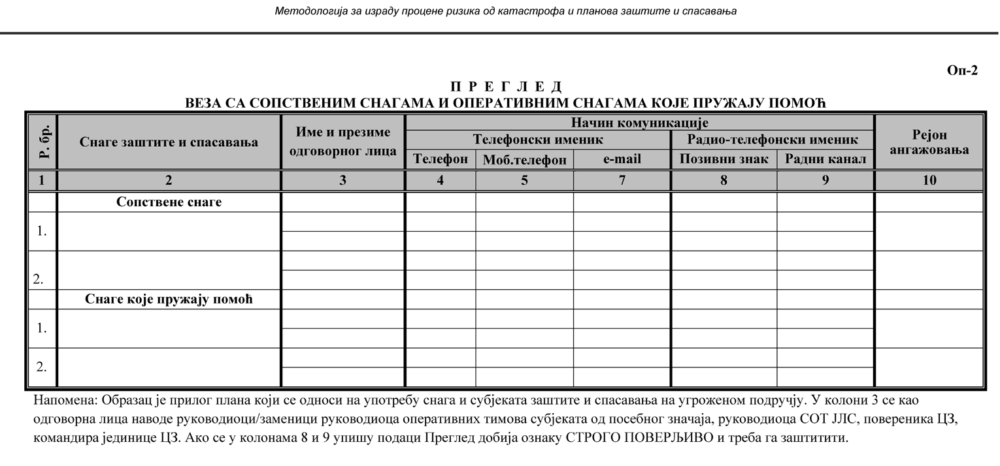 Методологија за израду процене ризика од катастрофа и планова заштите и спасавања
Оп-2
П Р Е Г Л Е Д
ВЕЗА СА СОПСТВЕНИМ СНАГАМА И ОПЕРАТИВНИМ СНАГАМА КОЈЕ ПРУЖАЈУ ПОМОЋ
Р. бр.
Снаге заштите и спасавања
Име и презиме
одговорног лица
Начин комуникације
Телефонски именик
Радио-телефонски именик
Телефон
Моб.телефон
e-mail
Позивни знак
Радни канал
Рејон
ангажовања
1 2 3 4 5 7 8 9 10
Сопствене снаге
1.
2.
Снаге које пружају помоћ
1.
2.
Напомена: Образац је прилог плана који се односи на употребу снага и субјеката заштите и спасавања на угроженом подручју. У колони 3 се као
одговорна лица наводе руководиоци/заменици руководиоца оперативних тимова субјеката од посебног значаја, руководиоца СОТ ЈЛС, повереника ЦЗ,
командира јединице ЦЗ. Ако се у колонама 8 и 9 упишу подаци Преглед добија ознаку СТРОГО ПОВЕРЉИВО и треба га заштитити.